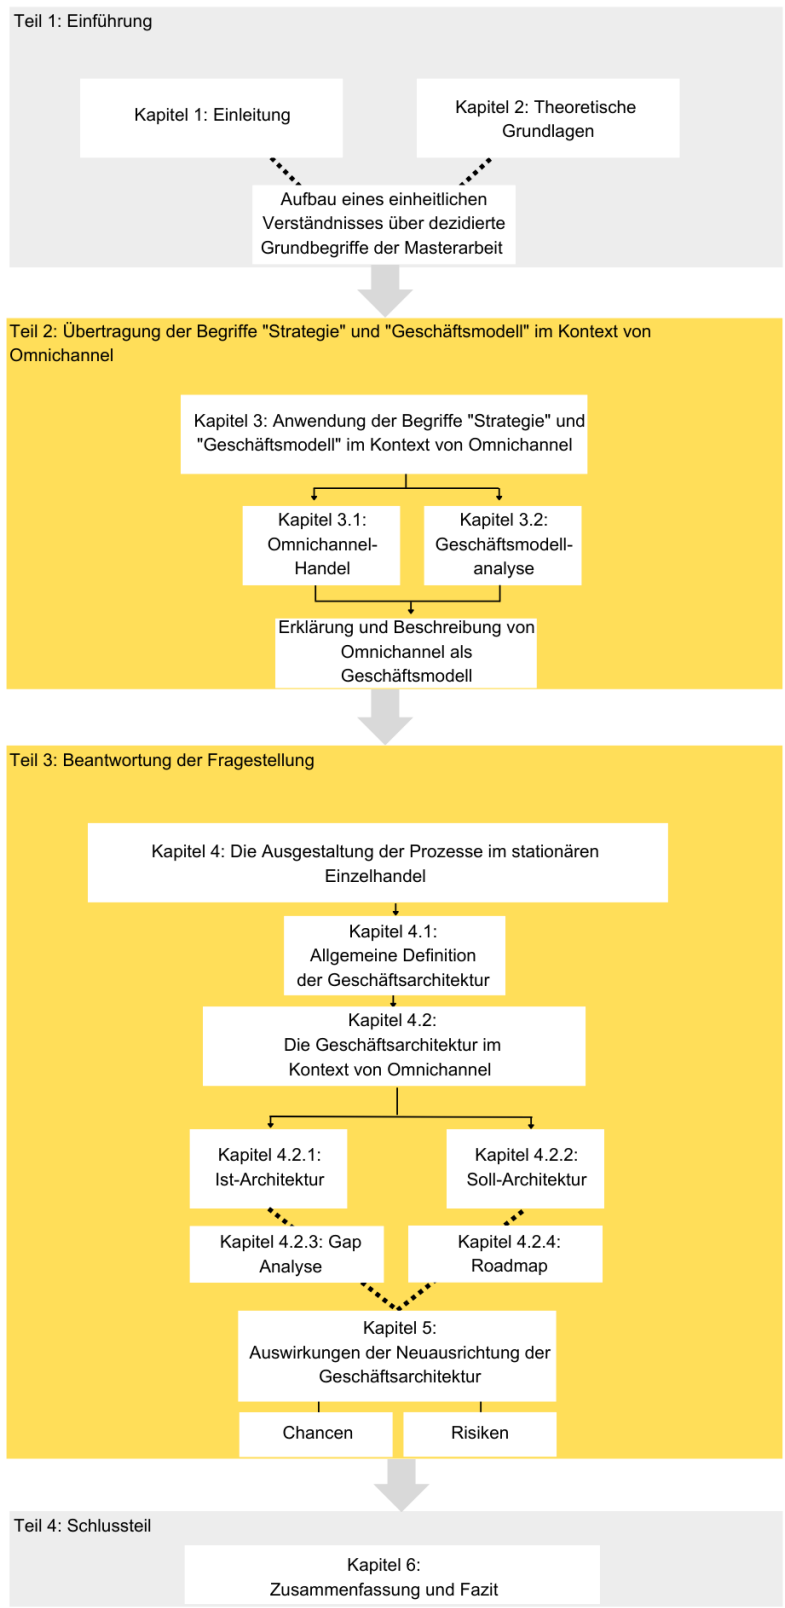 Teil 1: Einführung
Kapitel 1: Einleitung
Kapitel 2: Theoretische
Grundlagen
Aufbau eines einheitlichen
Verständnisses über dezidierte
Grundbegriffe der Masterarbeit
Teil 2: Übertragung der Begriffe "Strategie" und "Geschäftsmodell" im Kontext von
Omnichannel
Kapitel 3: Anwendung der Begriffe "Strategie" und
"Geschäftsmodell" im Kontext von Omnichannel
Kapitel 3.1:
Omnichannel-
Handel
Kapitel 3.2:
Geschäftsmodell-
analyse
Erklärung und Beschreibung von
Omnichannel als
Geschäftsmodell
Teil 3: Beantwortung der Fragestellung
Kapitel 4: Die Ausgestaltung der Prozesse im stationären
Einzelhandel
Kapitel 4.1:
Allgemeine Definition
der Geschäftsarchitektur
Kapitel 4.2:
Die Geschäftsarchitektur im
Kontext von Omnichannel
Kapitel 4.2.1:
Ist-Architektur
Kapitel 4.2.2:
Soll-Architektur
Kapitel 4.2.3: Gap
Analyse
Kapitel 4.2.4:
Roadmap
Kapitel 5:
Auswirkungen der Neuausrichtung der
Geschäftsarchitektur
Chancen
Risiken
Teil 4: Schlussteil
Kapitel 6:
Zusammenfassung und Fazit